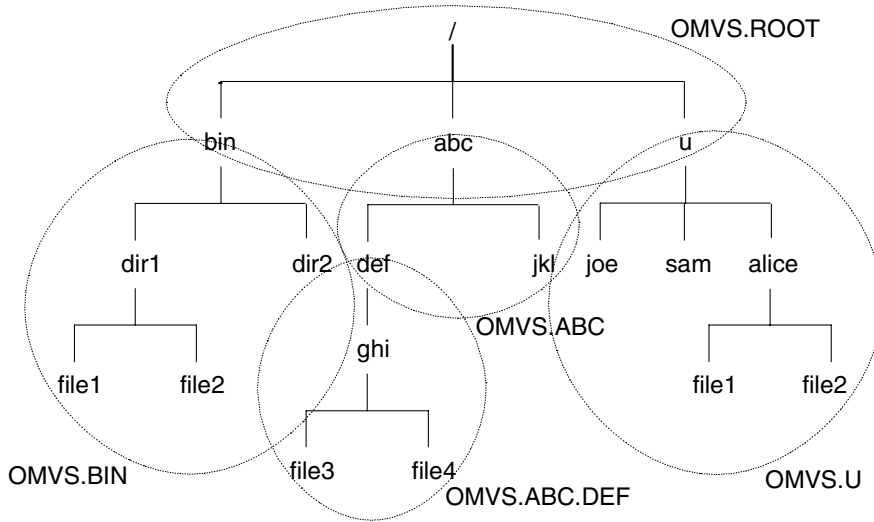 OMVS.ROOT
/
bin abc u
dir1 dir2 def jkl joe sam alice
OMVS.ABC
ghi
file1 file2 file1 file2
file3 file4
OMVS.BIN OMVS.ABC.DEF OMVS.U